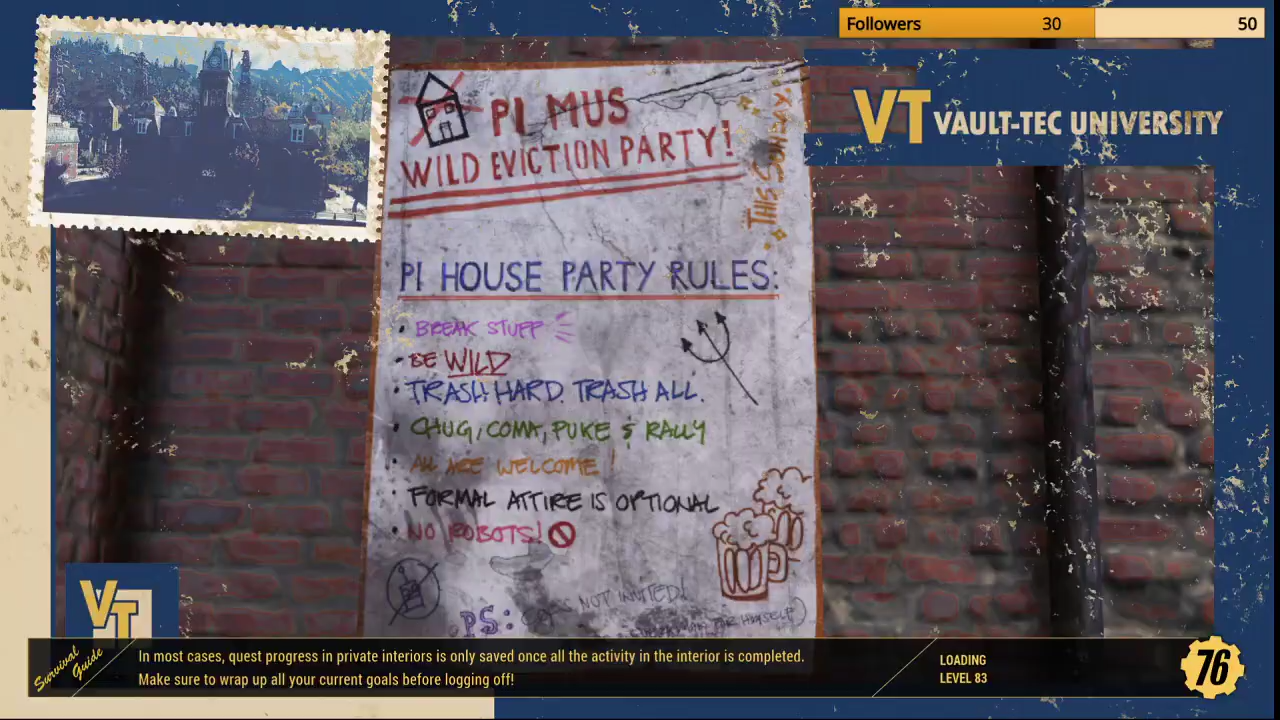 Followers 30 50
VT VAULT-TEC UNIVERSITY
PI MUS
WILD EVICTION PARTY!
THIS SUNDAY
PI HOUSE PARTY RULES:
• BREAK STUFF
• BE WILD
• TRASH HARD. TRASH ALL.
• CHUG, COMA, PUKE & RALLY
• ALL ARE WELCOME!
• FORMAL ATTIRE IS OPTIONAL
• NO ROBOTS!
PS: NOT INVITED!
HIMSELF)
VT
Survival Guide
In most cases, quest progress in private interiors is only saved once all the activity in the interior is completed.
Make sure to wrap up all your current goals before logging off!
LOADING
LEVEL 83
76